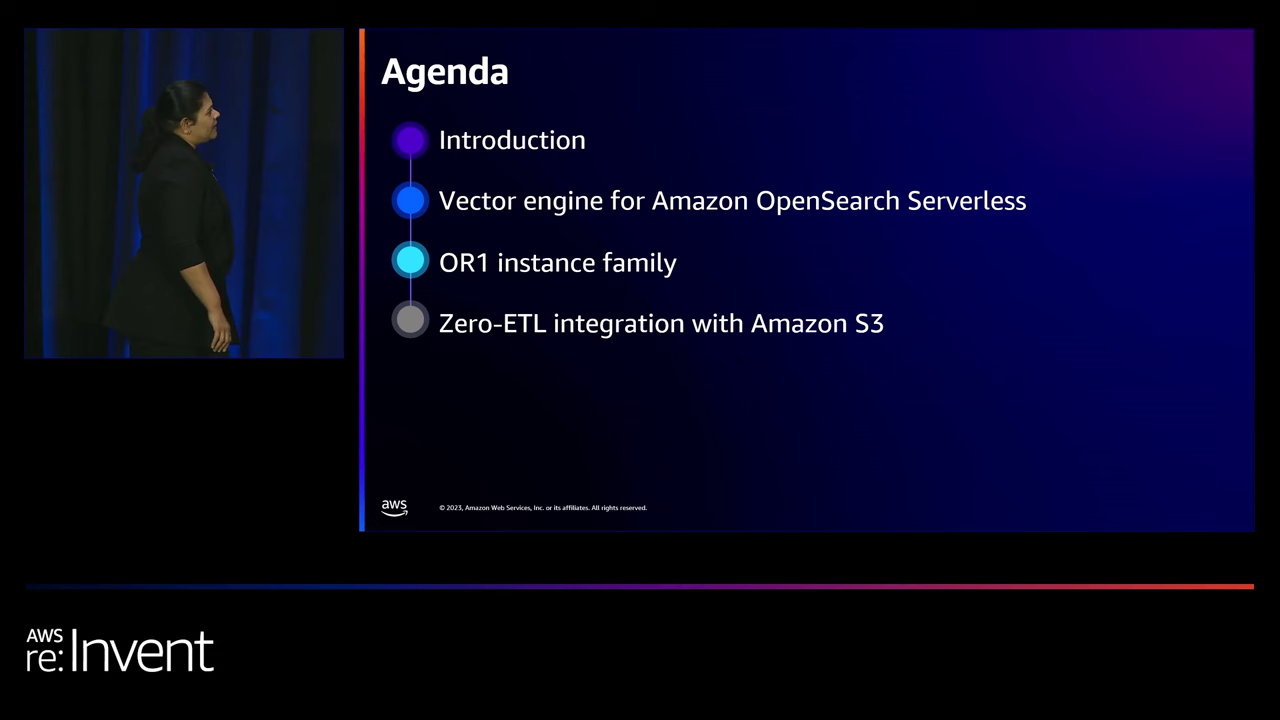 Agenda
Introduction
Vector engine for Amazon OpenSearch Serverless
OR1 instance family
Zero-ETL integration with Amazon S3
aws
© 2023, Amazon Web Services, Inc. or its affiliates. All rights reserved.
AWS
re:Invent